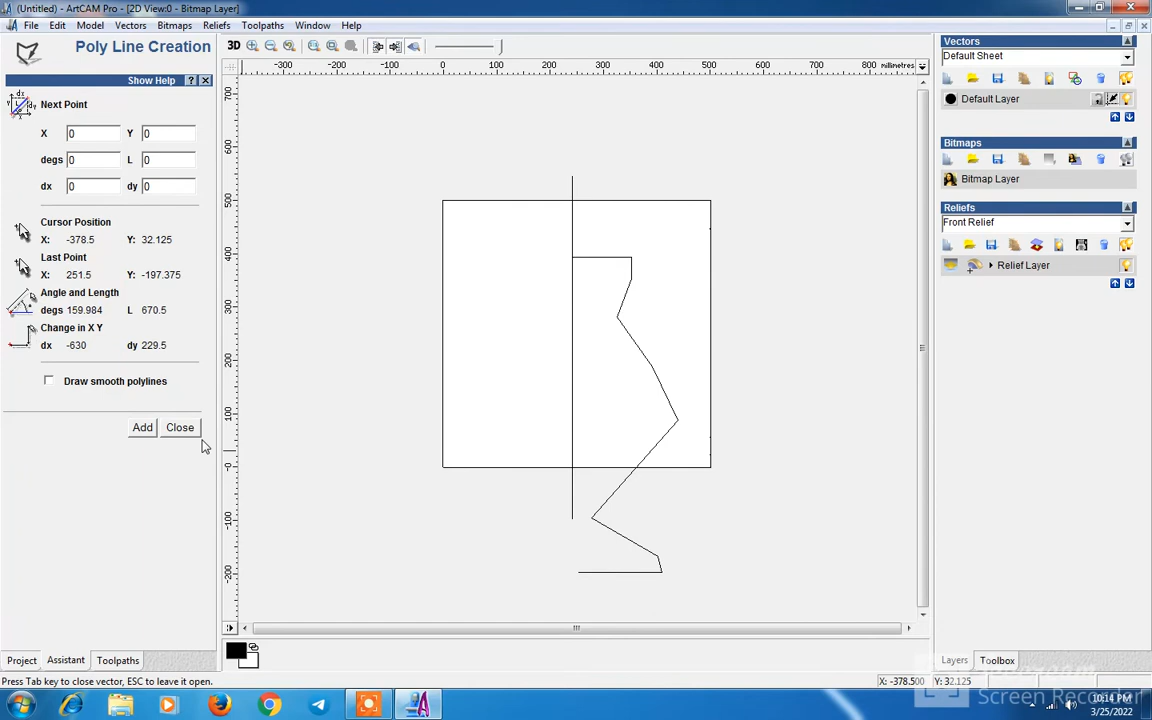 (Untitled) - ArtCAM Pro - [2D View:0 - Bitmap Layer]
File Edit Model Vectors Bitmaps Reliefs Toolpaths Window Help
Poly Line Creation
3D
Show Help ? x
Next Point
X 0 Y 0
degs 0 L 0
dx 0 dy 0
Cursor Position
X: -378.5 Y: 32.125
Last Point
X: 251.5 Y: -197.375
Angle and Length
degs 159.984 L 670.5
Change in X Y
dx -630 dy 229.5
Draw smooth polylines
Add Close
Project Assistant Toolpaths
-300 -200 -100 0 100 200 300 400 500 600 700 800 millimetres
600
500
400
300
200
100
-0
-100
-200
Vectors
Default Sheet
Default Layer
Bitmaps
Bitmap Layer
Reliefs
Front Relief
Relief Layer
Layers Toolbox
Press Tab key to close vector, ESC to leave it open.
X: -378.500 Y: 32.125
Screen Recorder
10:14 PM
3/25/2022